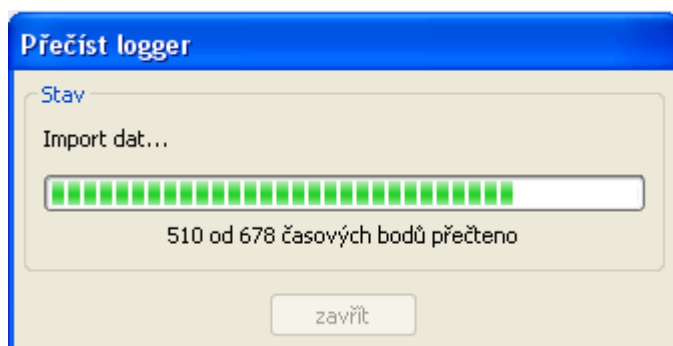 Přečíst logger
Stav
Import dat...
510 od 678 časových bodů přečteno
zavřít